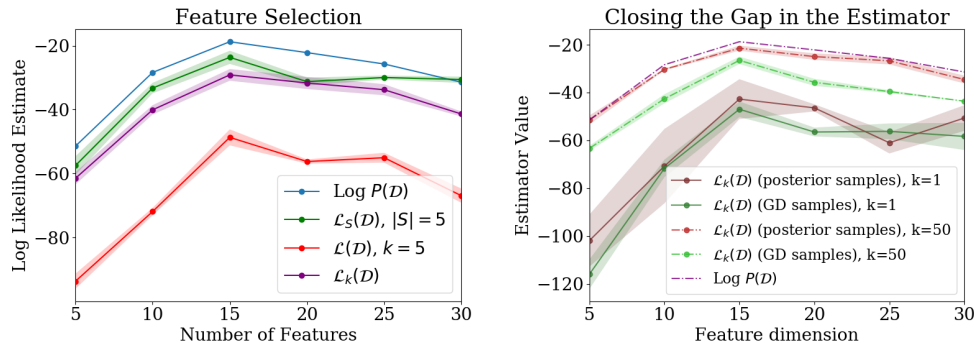 Feature Selection
Log Likelihood Estimate
−20
−40
−60
−80
Log P(𝒟)
ℒ_S(𝒟), |S| = 5
ℒ(𝒟), k = 5
ℒ_k(𝒟)
5 10 15 20 25 30
Number of Features
Closing the Gap in the Estimator
Estimator Value
−20
−40
−60
−80
−100
−120
ℒ_k(𝒟) (posterior samples), k=1
ℒ_k(𝒟) (GD samples), k=1
ℒ_k(𝒟) (posterior samples), k=50
ℒ_k(𝒟) (GD samples), k=50
Log P(𝒟)
5 10 15 20 25 30
Feature dimension